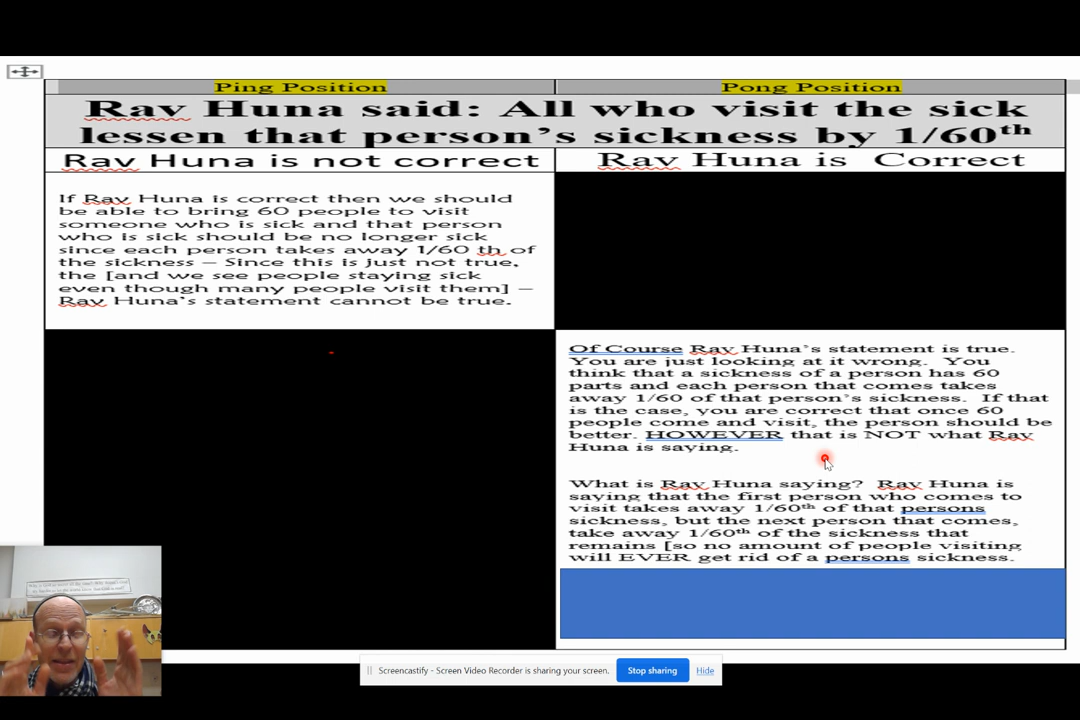 Ping Position
Pong Position
Rav Huna said: All who visit the sick
lessen that person's sickness by 1/60th
Rav Huna is not correct
Rav Huna is Correct
If Rav Huna is correct then we should
be able to bring 60 people to visit
someone who is sick and that person
who is sick should be no longer sick
since each person takes away 1/60 th of
the sickness – Since this is just not true,
the [and we see people staying sick
even though many people visit them] –
Rav Huna's statement cannot be true.
Of Course Rav Huna's statement is true.
You are just looking at it wrong. You
think that a sickness of a person has 60
parts and each person that comes takes
away 1/60 of that person's sickness. If that
is the case, you are correct that once 60
people come and visit, the person should be
better. HOWEVER that is NOT what Rav
Huna is saying.
What is Rav Huna saying? Rav Huna is
saying that the first person who comes to
visit takes away 1/60th of that persons
sickness, but the next person that comes,
take away 1/60th of the sickness that
remains [so no amount of people visiting
will EVER get rid of a persons sickness.
Screencastify - Screen Video Recorder is sharing your screen.
Stop sharing
Hide